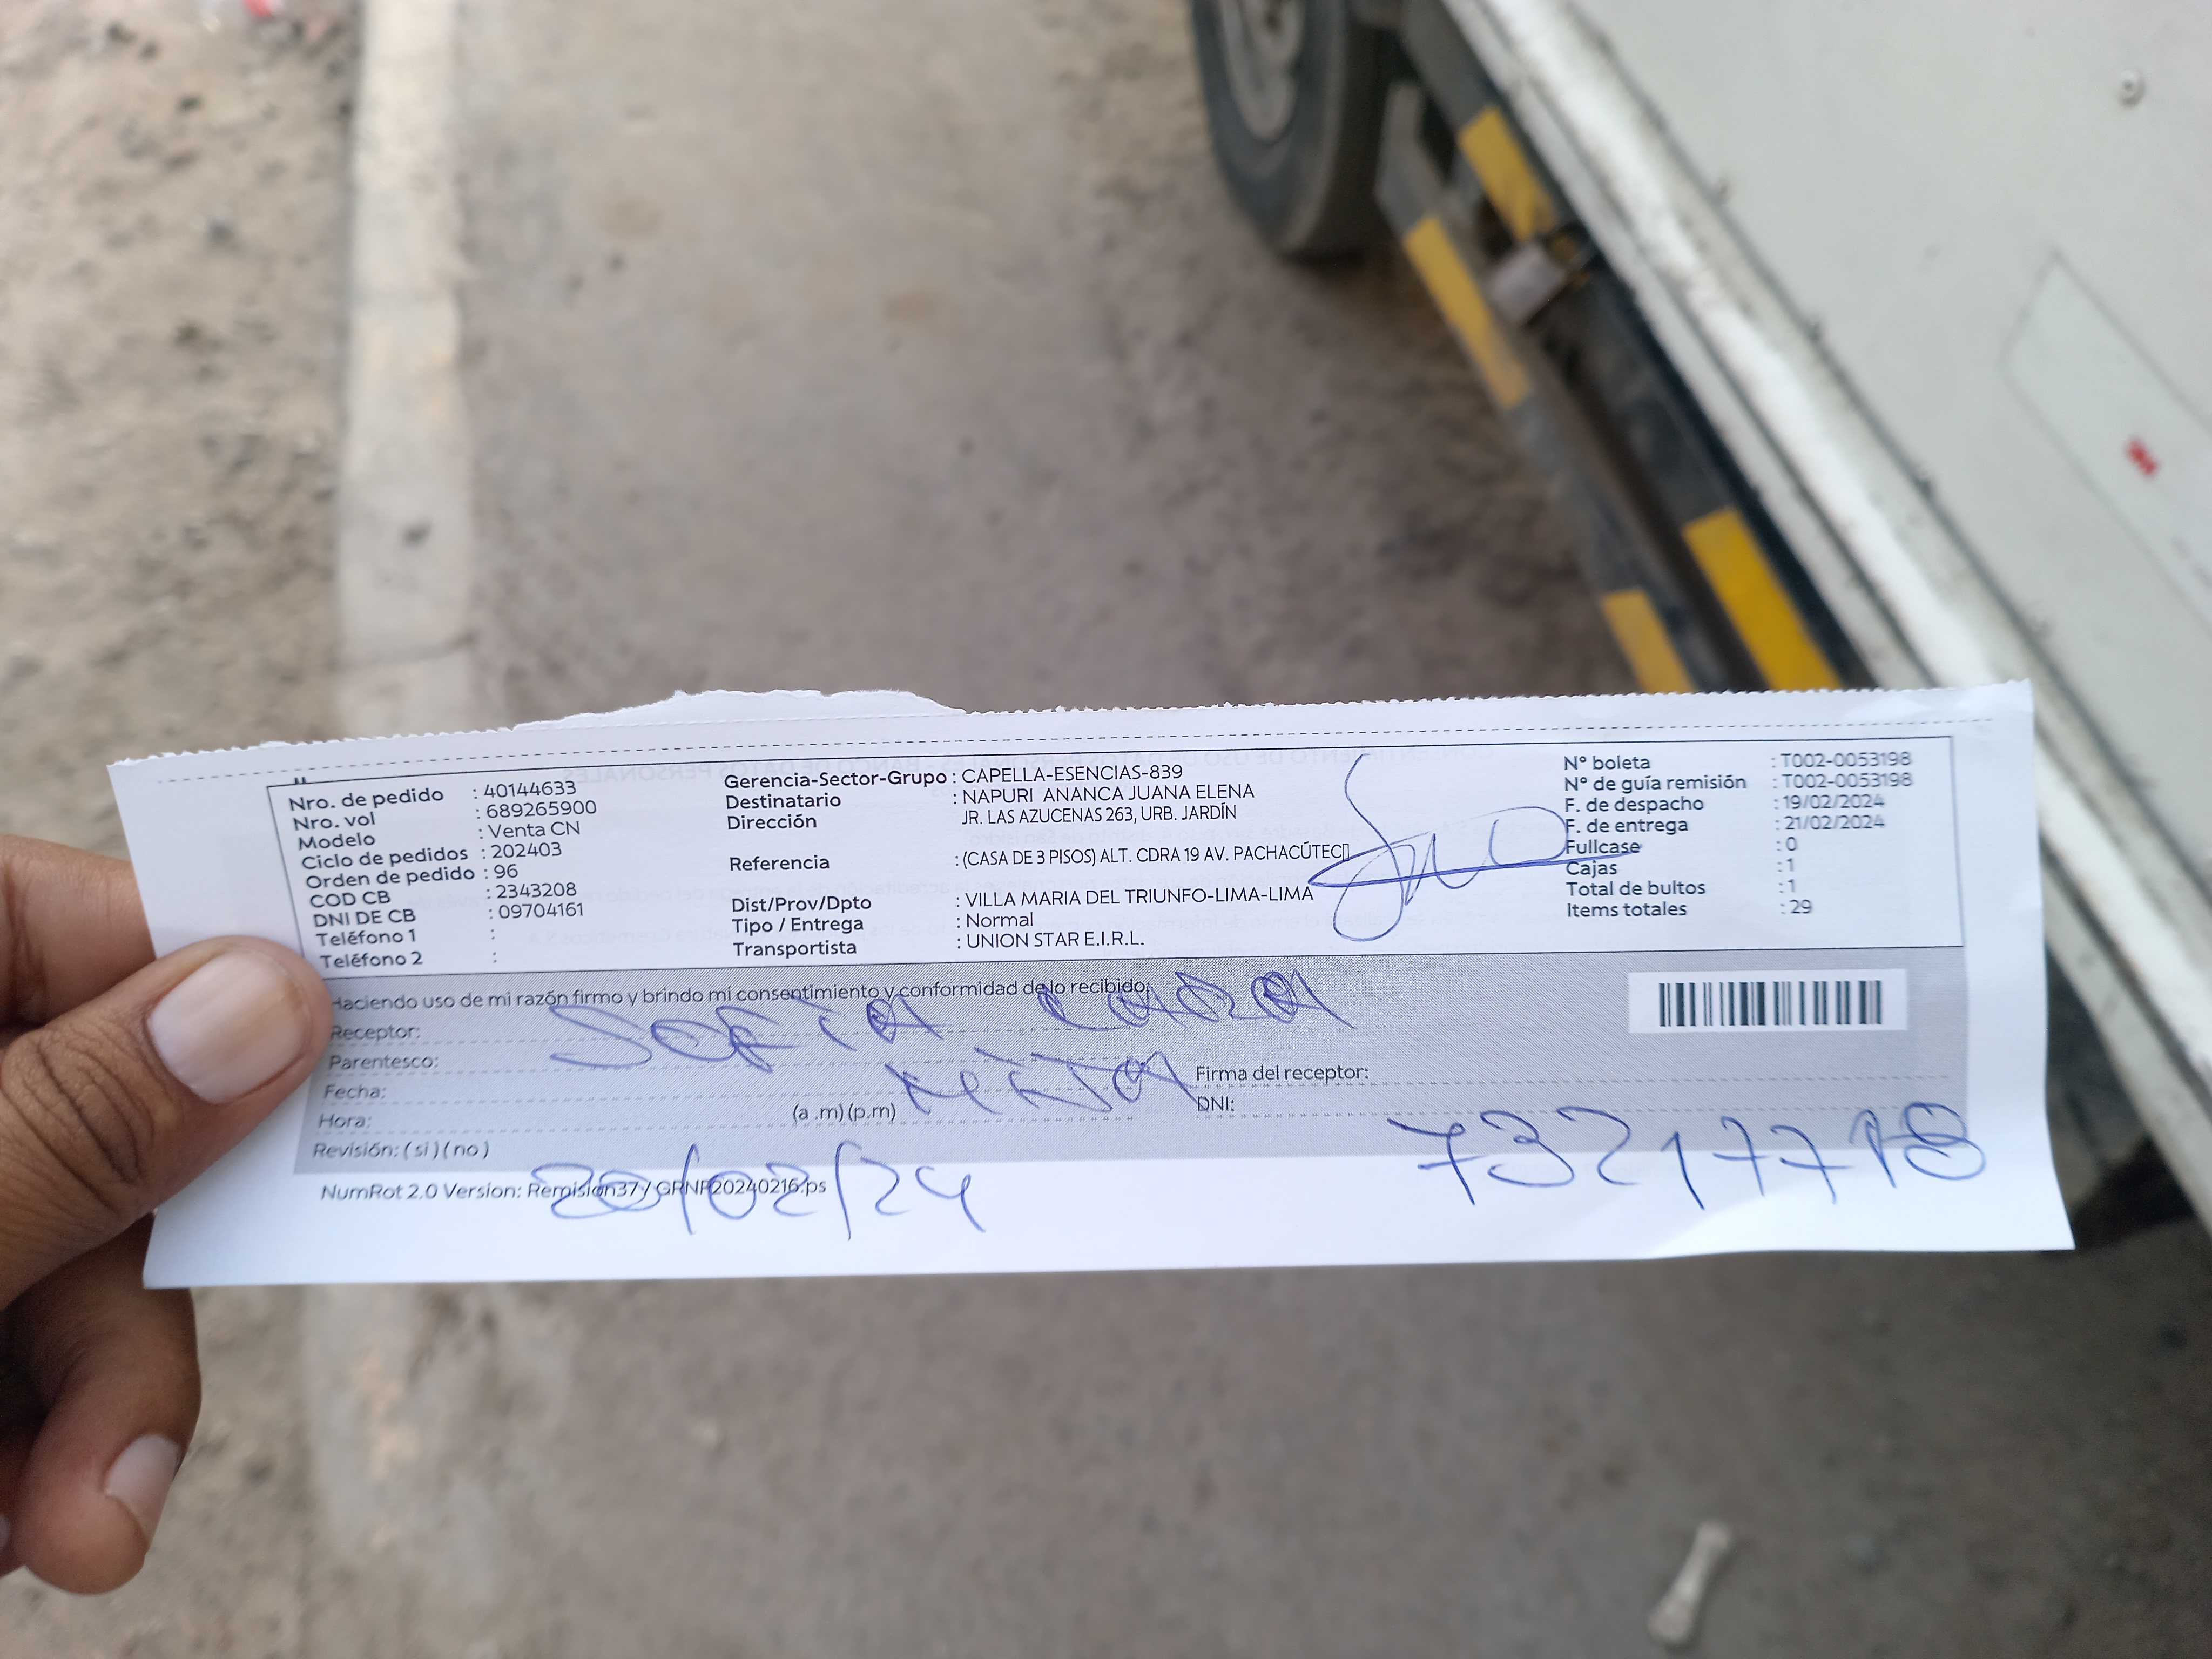 Nro. de pedido : 40144633
Nro. vol : 689265900
Modelo : Venta CN
Ciclo de pedidos : 202403
Orden de pedido : 96
COD CB : 2343208
DNI DE CB : 09704161
Teléfono 1 :
Teléfono 2 :
Gerencia-Sector-Grupo : CAPELLA-ESENCIAS-839
Destinatario : NAPURI ANANCA JUANA ELENA
Dirección JR. LAS AZUCENAS 263, URB. JARDÍN
Referencia : (CASA DE 3 PISOS) ALT. CDRA 19 AV. PACHACÚTEC
Dist/Prov/Dpto : VILLA MARIA DEL TRIUNFO-LIMA-LIMA
Tipo / Entrega : Normal
Transportista : UNION STAR E.I.R.L.
N° boleta : T002-0053198
N° de guía remisión : T002-0053198
F. de despacho : 19/02/2024
F. de entrega : 21/02/2024
Fullcase : 0
Cajas : 1
Total de bultos : 1
Items totales : 29
Haciendo uso de mi razón firmo y brindo mi consentimiento y conformidad de lo recibido:
Receptor: SOFIA
Parentesco:
Fecha:
Hora: (a .m) (p.m)
Revisión: ( si ) ( no )
Firma del receptor:
DNI:
20/02/24
NumRot 2.0 Version: Remision37 / GRNP20240216.ps